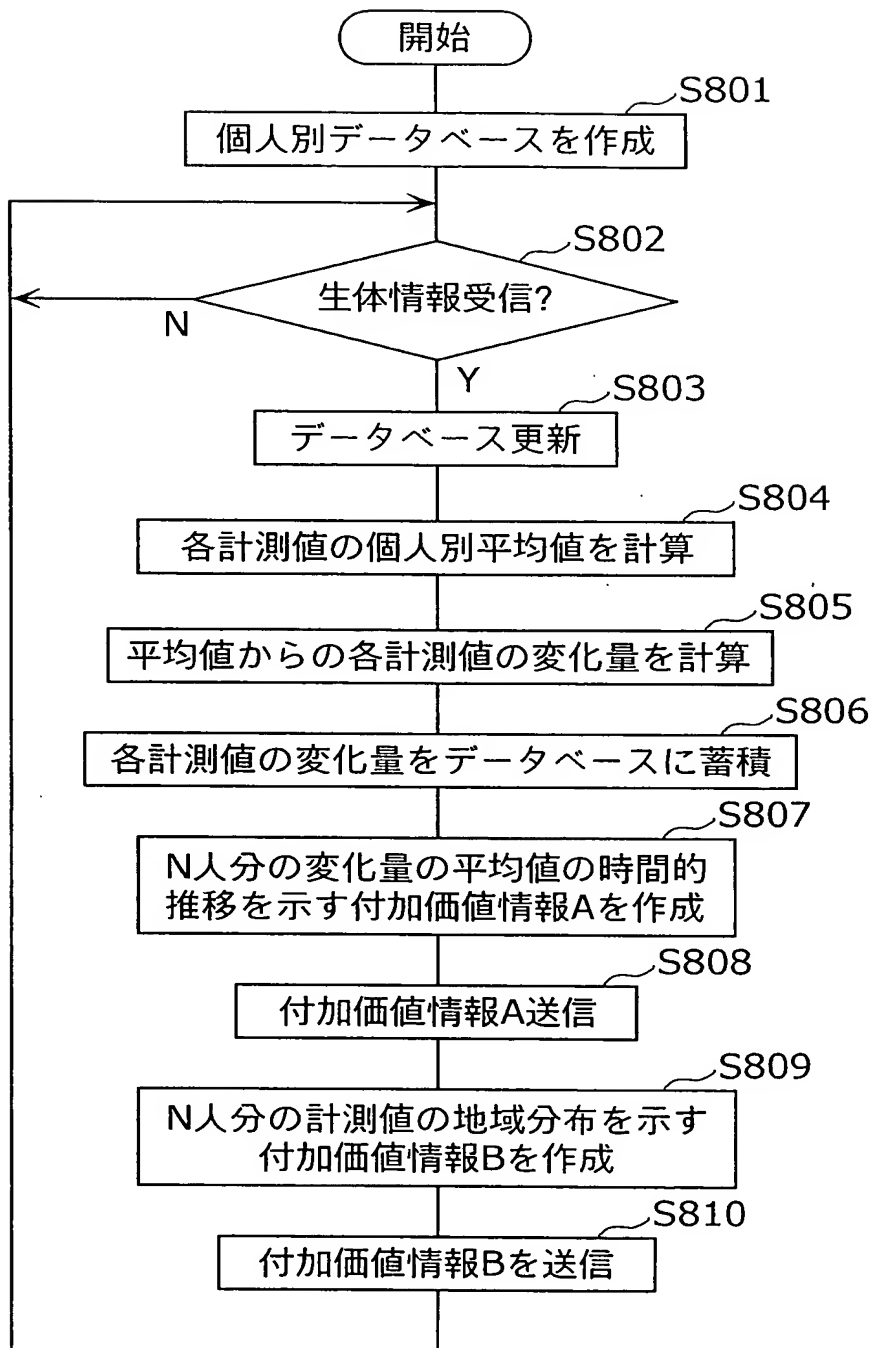 開始
S801
個人別データベースを作成
S802
生体情報受信?
N
Y
S803
データベース更新
S804
各計測値の個人別平均値を計算
S805
平均値からの各計測値の変化量を計算
S806
各計測値の変化量をデータベースに蓄積
S807
N人分の変化量の平均値の時間的
推移を示す付加価値情報Aを作成
S808
付加価値情報A送信
S809
N人分の計測値の地域分布を示す
付加価値情報Bを作成
S810
付加価値情報Bを送信